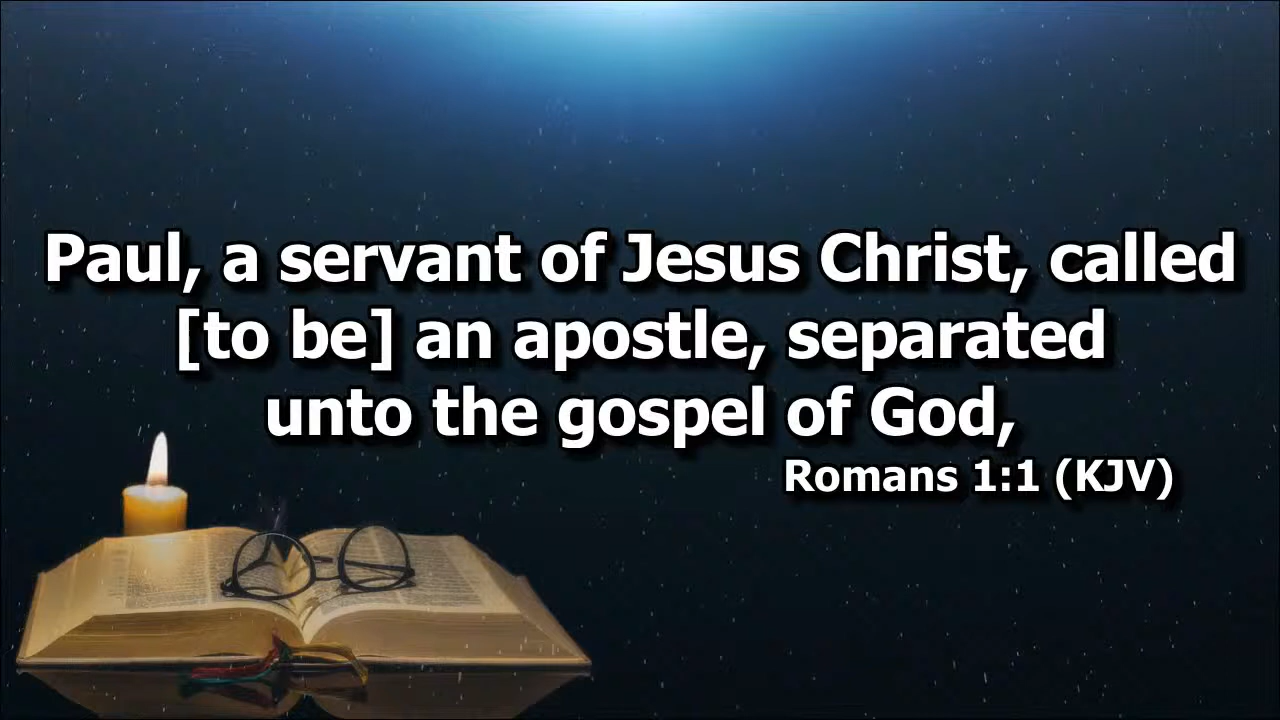 Paul, a servant of Jesus Christ, called
[to be] an apostle, separated
unto the gospel of God,
Romans 1:1 (KJV)